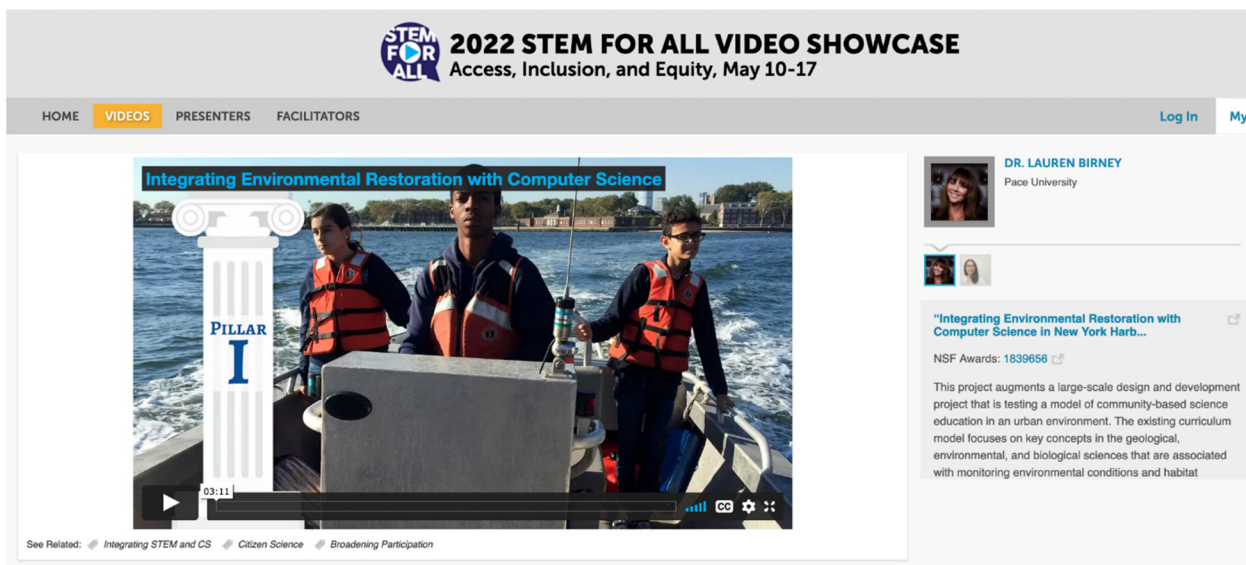 STEM
FOR
ALL
2022 STEM FOR ALL VIDEO SHOWCASE
Access, Inclusion, and Equity, May 10-17
HOME VIDEOS PRESENTERS FACILITATORS Log In My
Integrating Environmental Restoration with Computer Science
PILLAR
I
03:11
CC
See Related: Integrating STEM and CS Citizen Science Broadening Participation
DR. LAUREN BIRNEY
Pace University
"Integrating Environmental Restoration with
Computer Science in New York Harb...
NSF Awards: 1839656
This project augments a large-scale design and development
project that is testing a model of community-based science
education in an urban environment. The existing curriculum
model focuses on key concepts in the geological,
environmental, and biological sciences that are associated
with monitoring environmental conditions and habitat